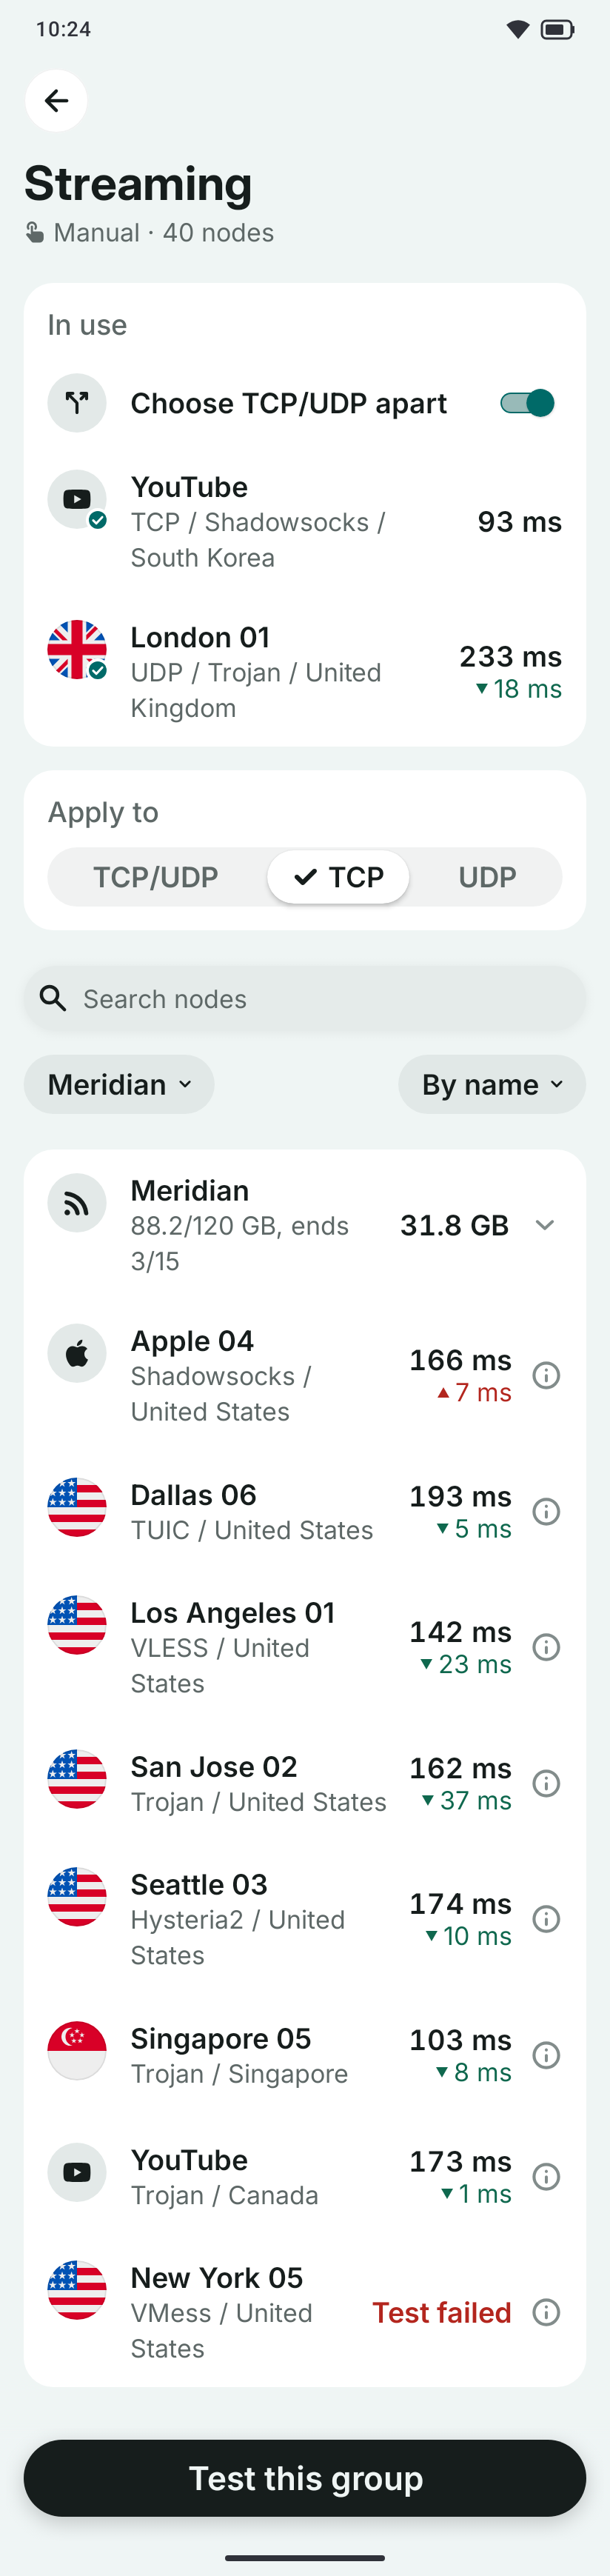 10:24
Streaming
Manual · 40 nodes
In use
Choose TCP/UDP apart
YouTube
TCP / Shadowsocks /
South Korea
93 ms
London 01
UDP / Trojan / United
Kingdom
233 ms
▼ 18 ms
Apply to
TCP/UDP
TCP
UDP
Search nodes
Meridian
By name
Meridian
88.2/120 GB, ends
3/15
31.8 GB
Apple 04
Shadowsocks /
United States
166 ms
▲ 7 ms
Dallas 06
TUIC / United States
193 ms
▼ 5 ms
Los Angeles 01
VLESS / United
States
142 ms
▼ 23 ms
San Jose 02
Trojan / United States
162 ms
▼ 37 ms
Seattle 03
Hysteria2 / United
States
174 ms
▼ 10 ms
Singapore 05
Trojan / Singapore
103 ms
▼ 8 ms
YouTube
Trojan / Canada
173 ms
▼ 1 ms
New York 05
VMess / United
States
Test failed
Test this group